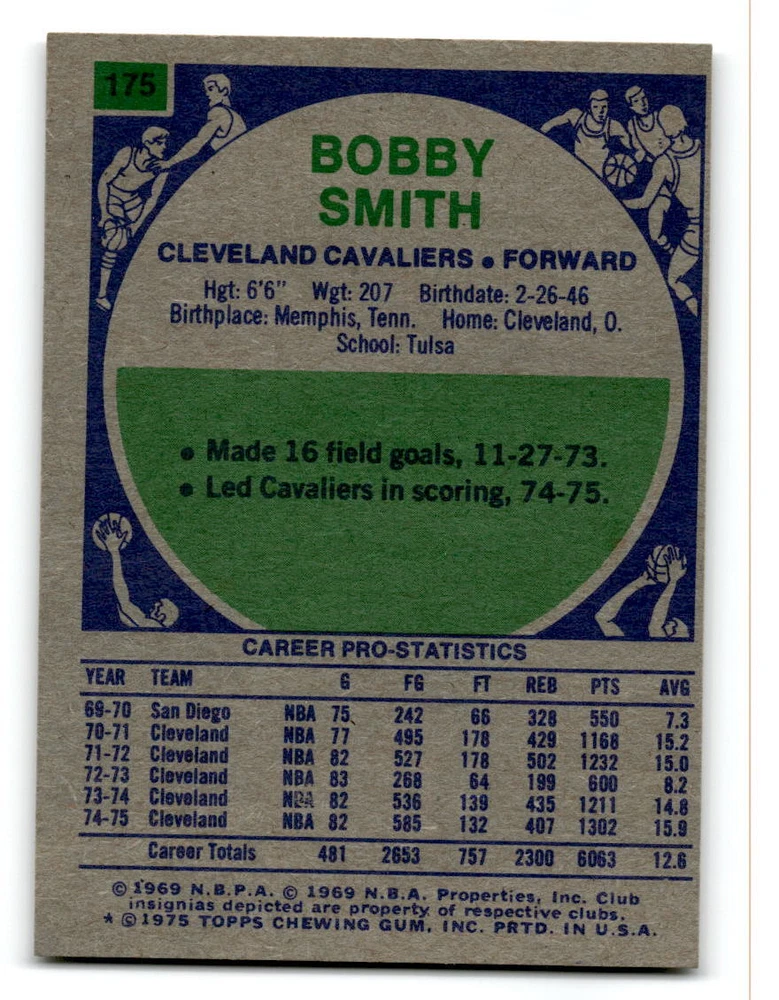 175
BOBBY
SMITH
CLEVELAND CAVALIERS • FORWARD
Hgt: 6'6" Wgt: 207 Birthdate: 2-26-46
Birthplace: Memphis, Tenn. Home: Cleveland, O.
School: Tulsa
• Made 16 field goals, 11-27-73.
• Led Cavaliers in scoring, 74-75.
CAREER PRO-STATISTICS
YEAR TEAM G FG FT REB PTS AVG
69-70 San Diego NBA 75 242 66 328 550 7.3
70-71 Cleveland NBA 77 495 178 429 1168 15.2
71-72 Cleveland NBA 82 527 178 502 1232 15.0
72-73 Cleveland NBA 83 268 64 199 600 8.2
73-74 Cleveland NBA 82 536 139 435 1211 14.8
74-75 Cleveland NBA 82 585 132 407 1302 15.9
Career Totals 481 2653 757 2300 6063 12.6
© 1969 N.B.P.A. © 1969 N.B.A. Properties, Inc. Club
insignias depicted are property of respective clubs.
* © 1975 TOPPS CHEWING GUM, INC. PRTD. IN U.S.A.